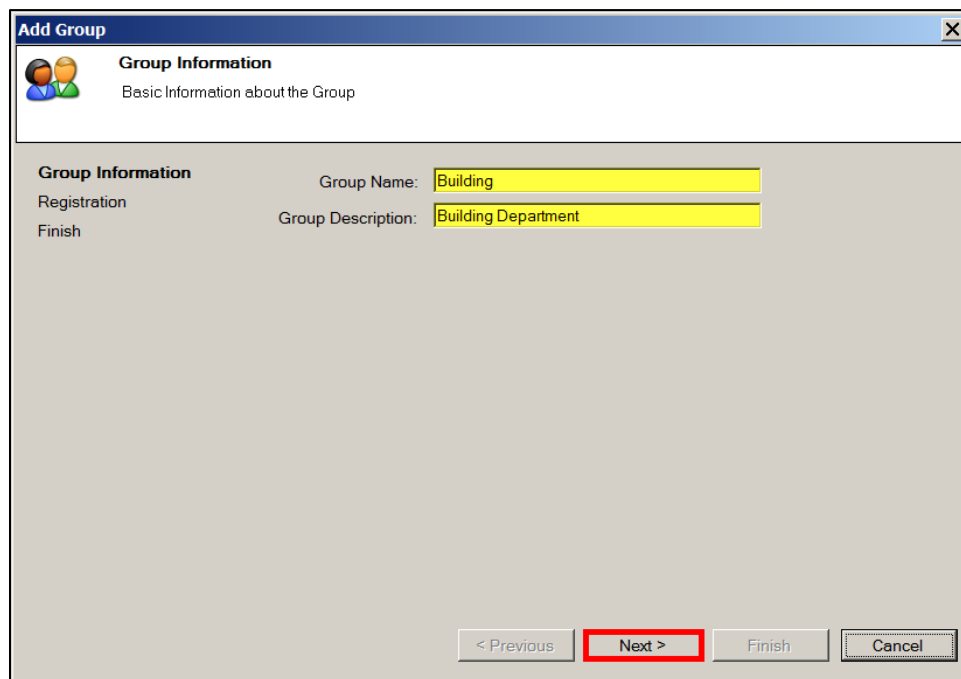 Add Group
Group Information
Basic Information about the Group
Group Information
Group Name: Building
Registration
Group Description: Building Department
Finish
< Previous Next > Finish Cancel